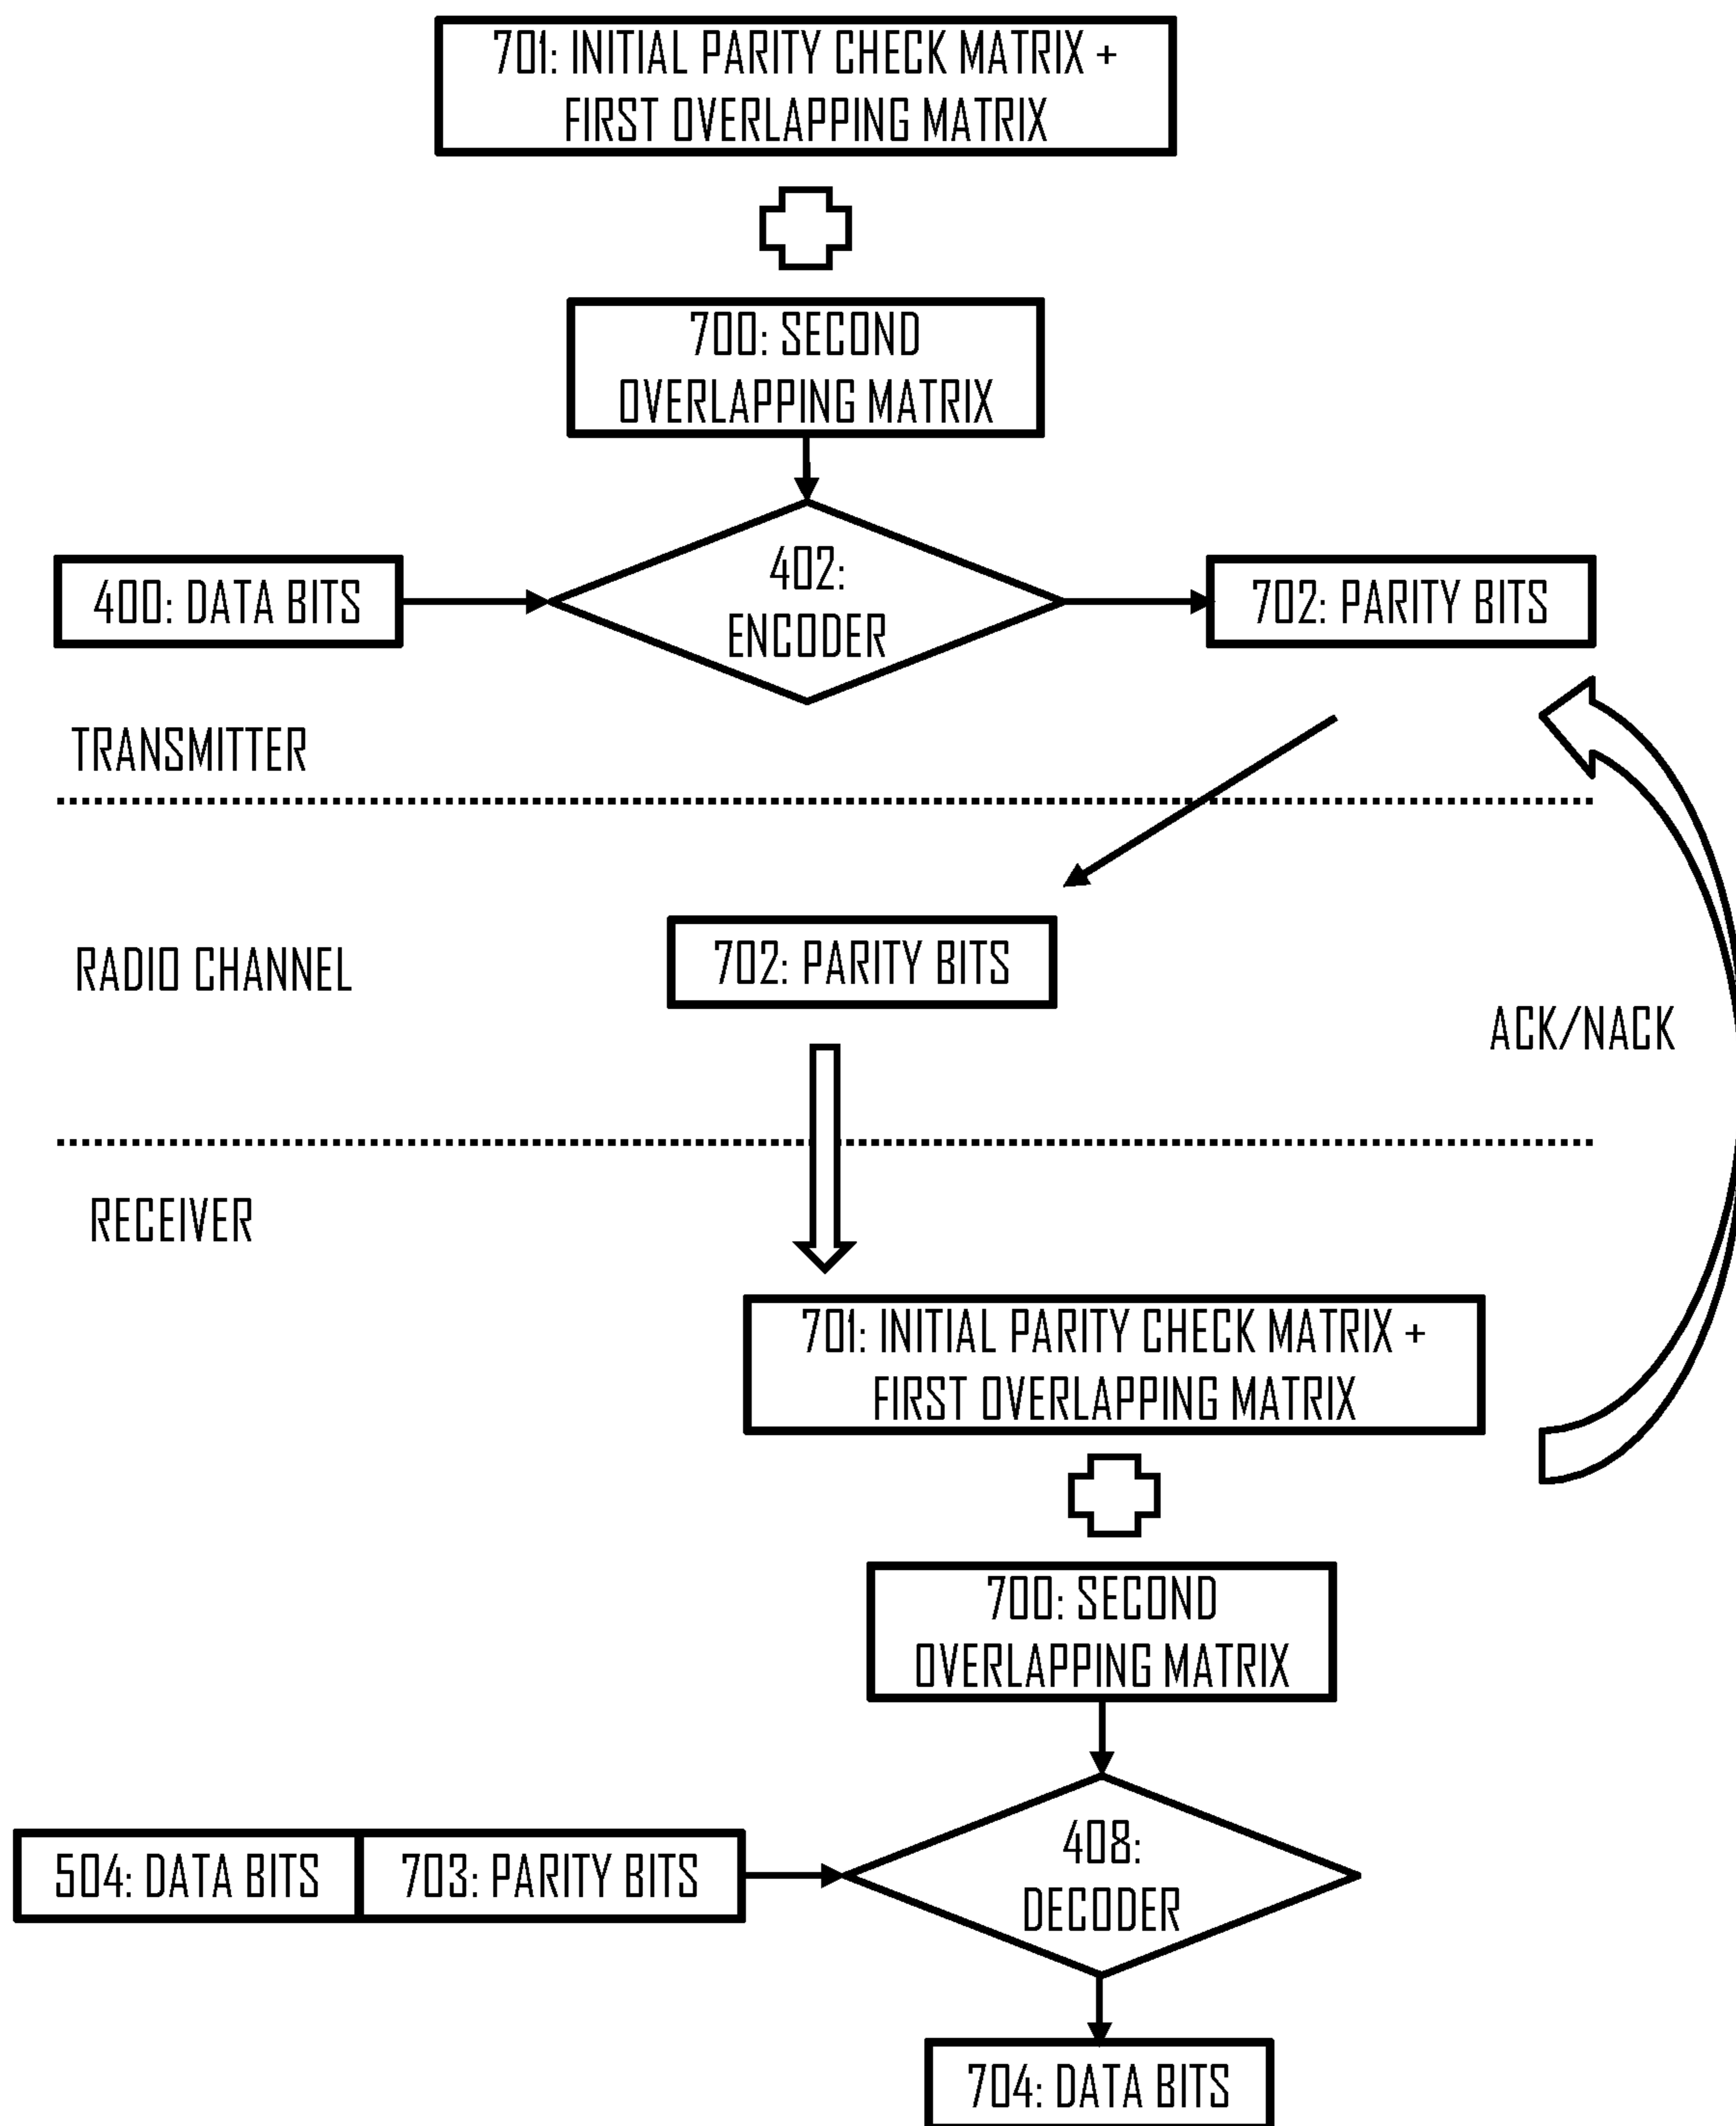 701: INITIAL PARITY CHECK MATRIX +
FIRST OVERLAPPING MATRIX
700: SECOND
OVERLAPPING MATRIX
400: DATA BITS
402:
ENCODER
702: PARITY BITS
TRANSMITTER
RADIO CHANNEL
702: PARITY BITS
ACK/NACK
RECEIVER
701: INITIAL PARITY CHECK MATRIX +
FIRST OVERLAPPING MATRIX
700: SECOND
OVERLAPPING MATRIX
504: DATA BITS
703: PARITY BITS
408:
DECODER
704: DATA BITS